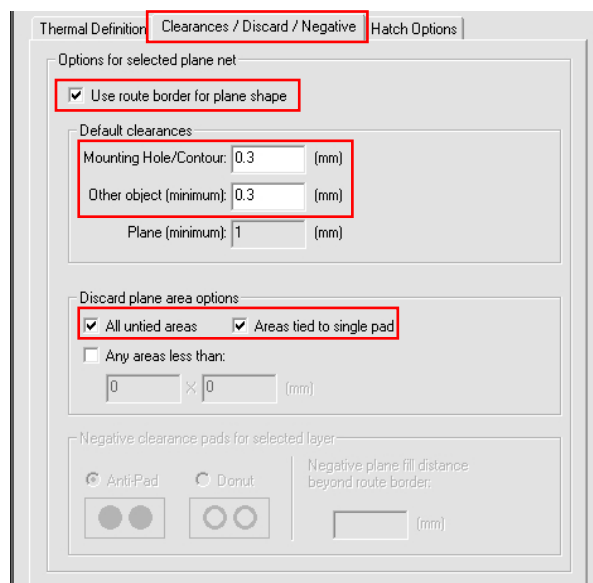 Thermal Definition Clearances / Discard / Negative Hatch Options
Options for selected plane net
Use route border for plane shape
Default clearances
Mounting Hole/Contour: 0.3 (mm)
Other object (minimum): 0.3 (mm)
Plane (minimum): 1 (mm)
Discard plane area options
All untied areas Areas tied to single pad
Any areas less than:
0 X 0 (mm)
Negative clearance pads for selected layer
Anti-Pad Donut
Negative plane fill distance
beyond route border:
(mm)